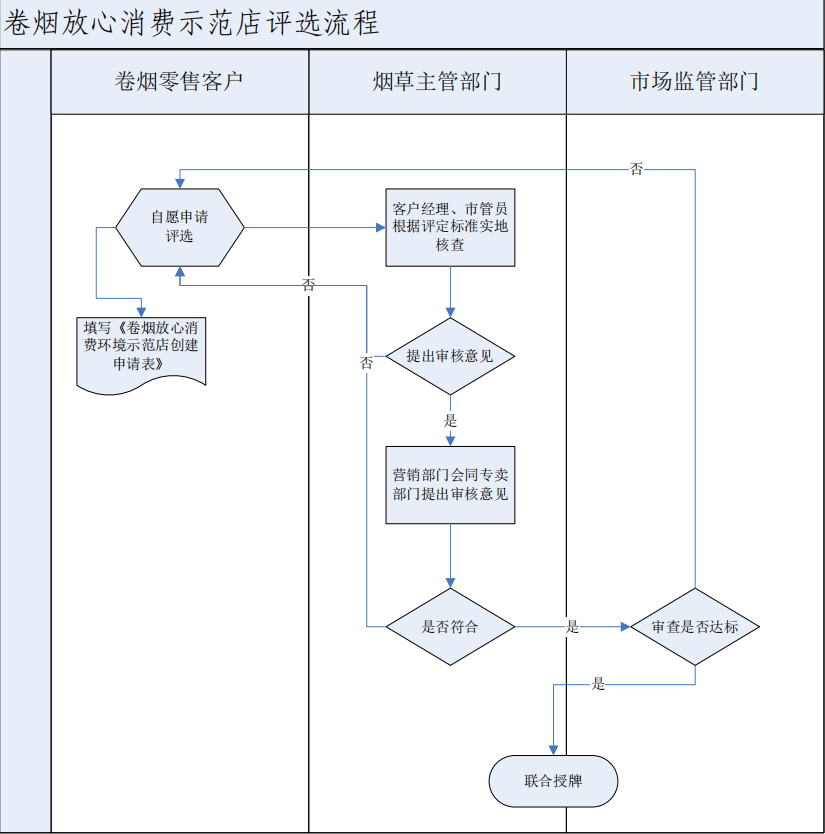 卷烟放心消费示范店评选流程
卷烟零售客户
烟草主管部门
市场监管部门
否
自愿申请
评选
客户经理、市管员
根据评定标准实地
核查
否
填写《卷烟放心消
费环境示范店创建
申请表》
否
提出审核意见
是
营销部门会同专卖
部门提出审核意见
是否符合
是
审查是否达标
是
联合授牌